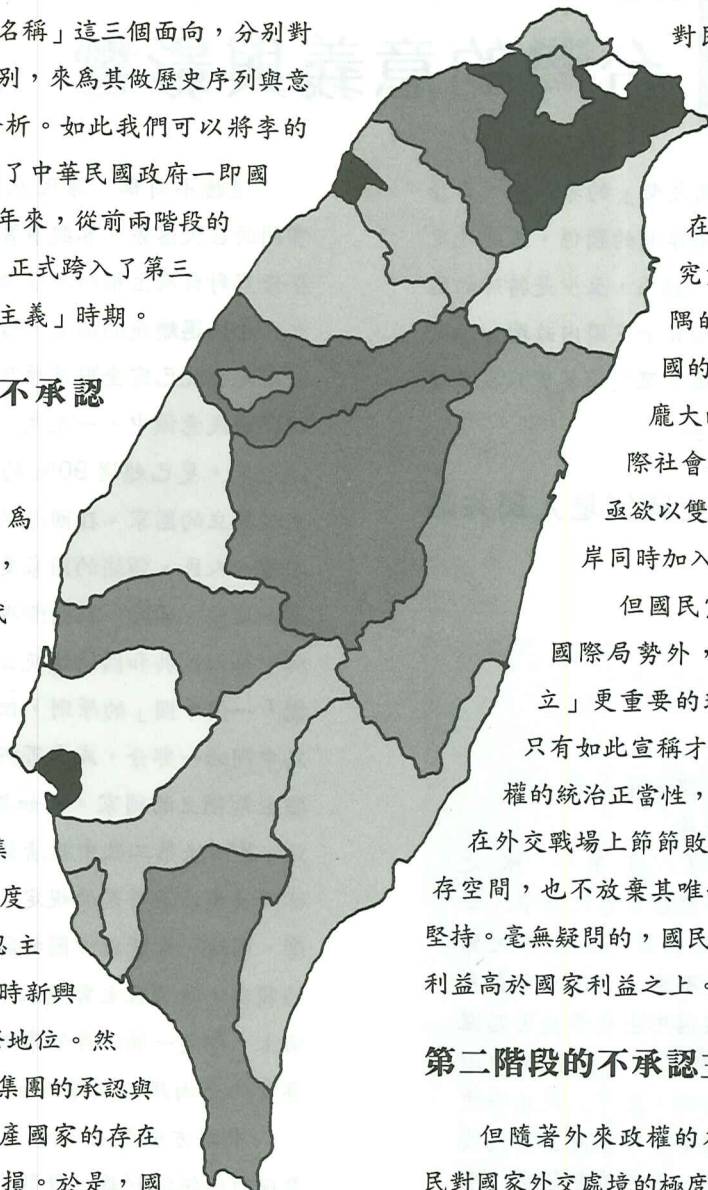 名稱」這三個面向，分別對
別，來為其做歷史序列與意
析。如此我們可以將李的
了中華民國政府一即國
年來，從前兩階段的
正式跨入了第三
主義」時期。
不承認
為
，
集
度
主
時新興
地位。然
集團的承認與
產國家的存在
損。於是，國
對民
在
究
隅的
國的
龐大
際社會
亟欲以雙
岸同時加入
但國民
國際局勢外，
立」更重要的
只有如此宣稱才
權的統治正當性，
在外交戰場上節節敗
存空間，也不放棄其唯
堅持。毫無疑問的，國民
利益高於國家利益之上。
第二階段的不承認主
但隨著外來政權的
民對國家外交處境的極度